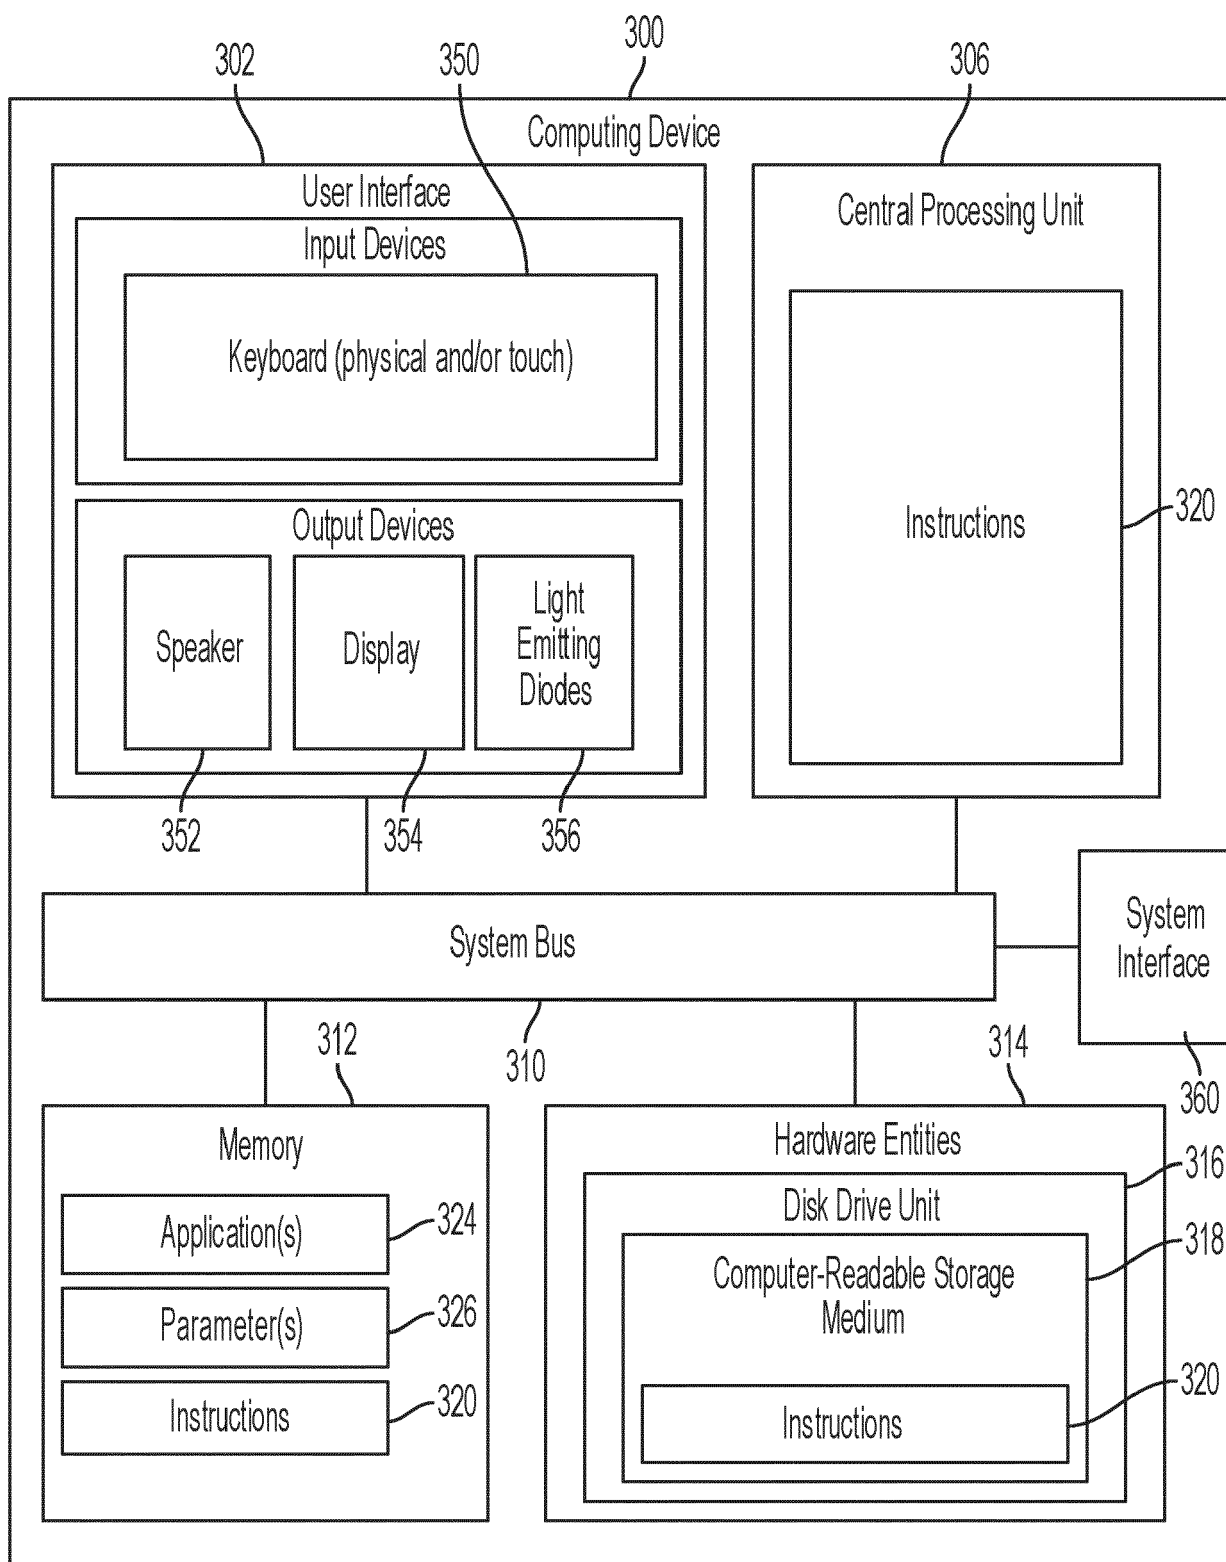 300
302
350
306
Computing Device
User Interface
Input Devices
Keyboard (physical and/or touch)
Output Devices
Speaker
Display
Light
Emitting
Diodes
352
354
356
Central Processing Unit
Instructions
320
System Bus
310
System
Interface
360
312
Memory
Application(s)
324
Parameter(s)
326
Instructions
320
314
Hardware Entities
316
Disk Drive Unit
318
Computer-Readable Storage
Medium
Instructions
320